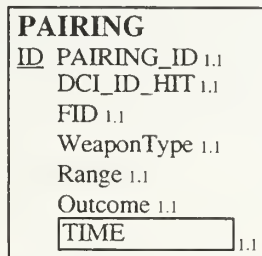 PAIRING
ID PAIRING_ID 1.1
DCI_ID_HIT 1.1
FID 1.1
WeaponType 1.1
Range 1.1
Outcome 1.1
TIME 1.1